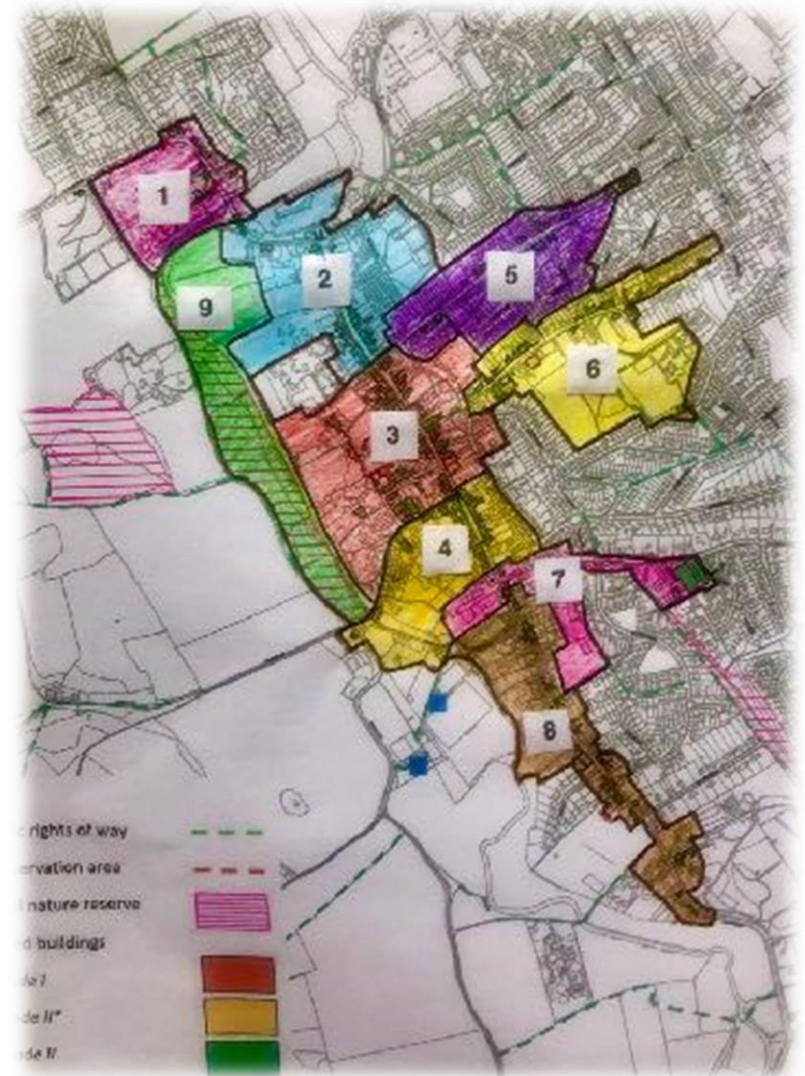 1
2
5
9
6
3
4
7
8
rights of way
ervation area
nature reserve
d buildings
de I
de II*
de II